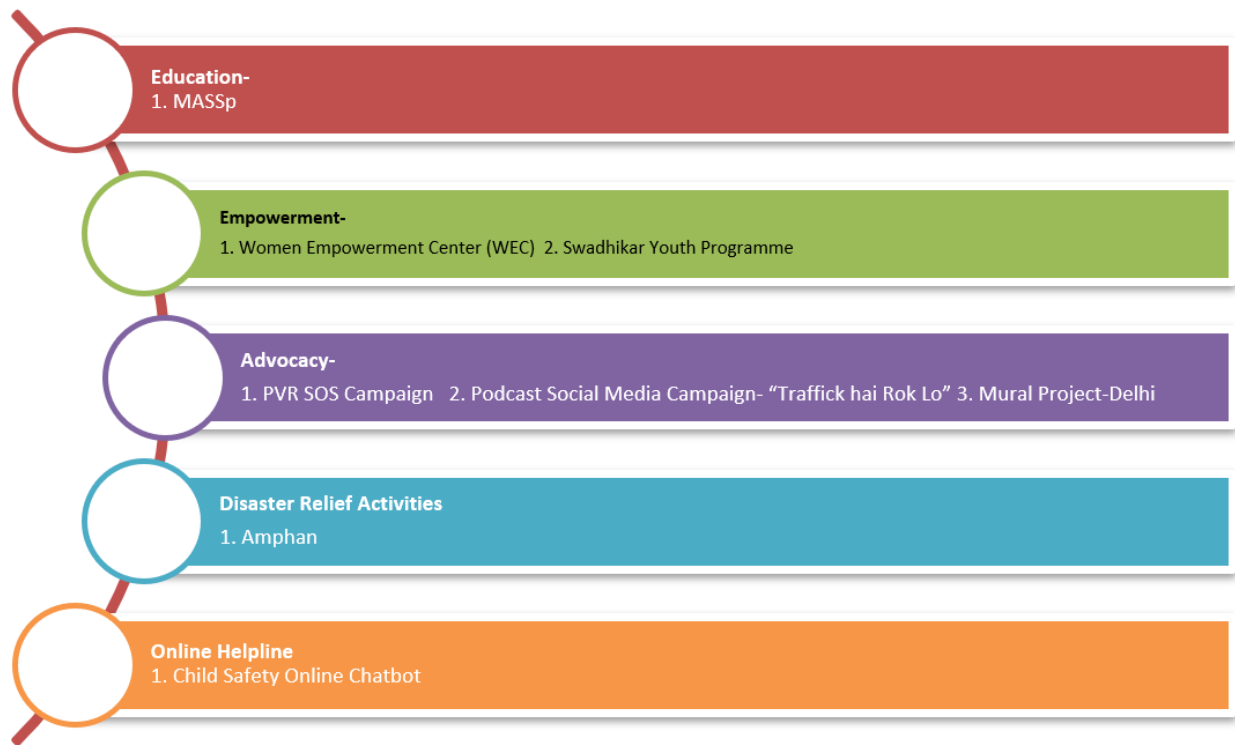 Education-
1. MASSp
Empowerment-
1. Women Empowerment Center (WEC)  2. Swadhikar Youth Programme
Advocacy-
1. PVR SOS Campaign   2. Podcast Social Media Campaign- “Traffick hai Rok Lo” 3. Mural Project-Delhi
Disaster Relief Activities
1. Amphan
Online Helpline
1. Child Safety Online Chatbot